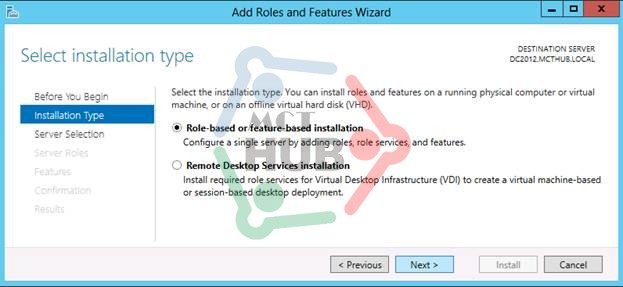 Add Roles and Features Wizard
Select installation type
DESTINATION SERVER
DC2012.MCTHUB.LOCAL
Before You Begin
Installation Type
Server Selection
Server Roles
Features
Confirmation
Results
Select the installation type. You can install roles and features on a running physical computer or virtual
machine, or on an offline virtual hard disk (VHD).
Role-based or feature-based installation
Configure a single server by adding roles, role services, and features.
Remote Desktop Services installation
Install required role services for Virtual Desktop Infrastructure (VDI) to create a virtual machine-based
or session-based desktop deployment.
MCT
HUB
< Previous
Next >
Install
Cancel